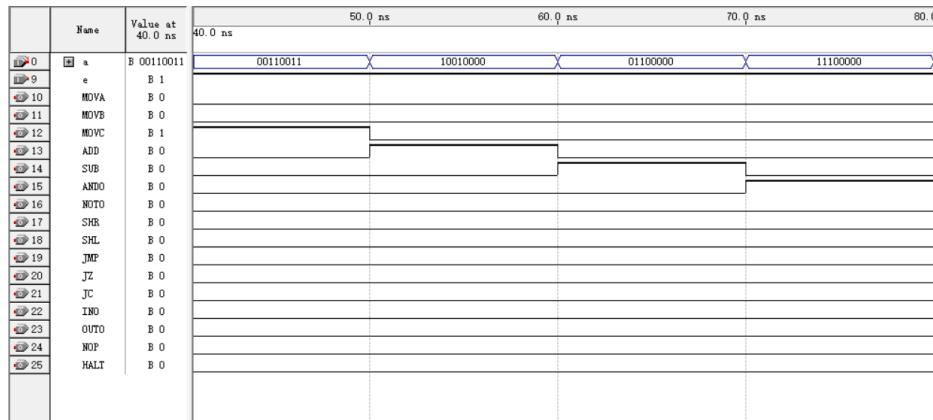 Name Value at 40.0 ns 40.0 ns 50.0 ns 60.0 ns 70.0 ns 80.0
0 a B 00110011 00110011 10010000 01100000 11100000
9 e B 1
10 MOVA B 0
11 MOVB B 0
12 MOVC B 1
13 ADD B 0
14 SUB B 0
15 ANDO B 0
16 NOTO B 0
17 SHR B 0
18 SHL B 0
19 JMP B 0
20 JZ B 0
21 JC B 0
22 INO B 0
23 OUTO B 0
24 NOP B 0
25 HALT B 0